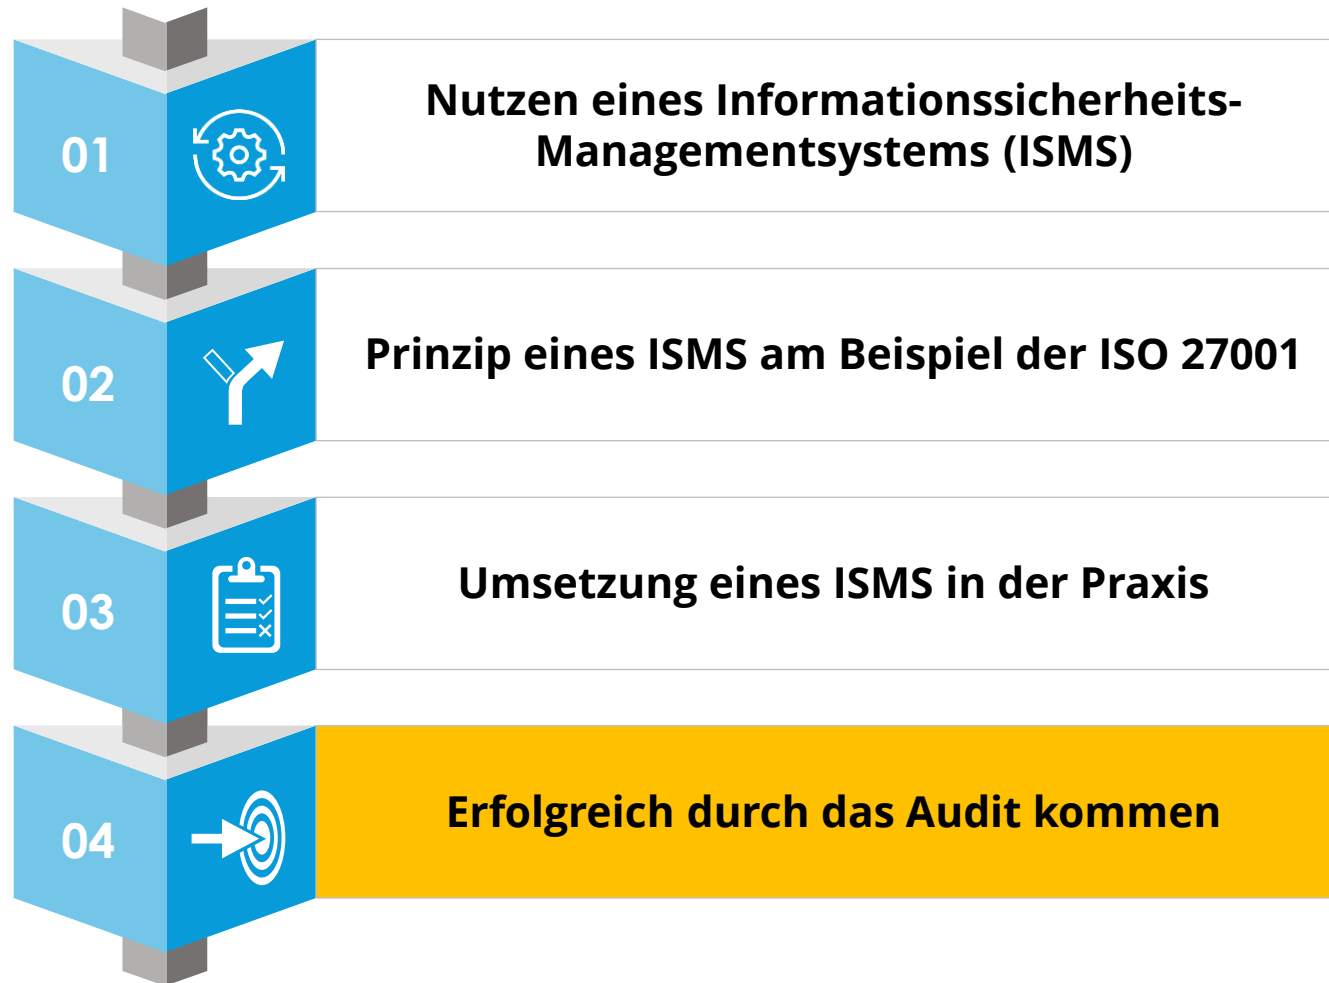 01
Nutzen eines Informationssicherheits-
Managementsystems (ISMS)
02
Prinzip eines ISMS am Beispiel der ISO 27001
03
Umsetzung eines ISMS in der Praxis
04
Erfolgreich durch das Audit kommen